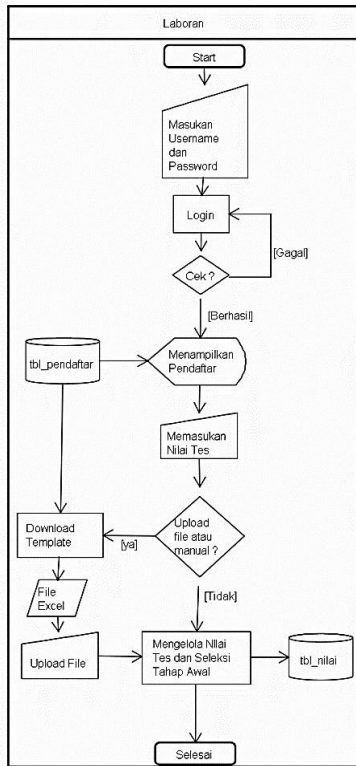 Laboran
Start
Masukan
Username
dan
Password
Login
[Gagal]
Cek ?
[Berhasil]
tbl_pendaftar
Menampilkan
Pendaftar
Memasukan
Nilai Tes
Download
Template
[ya]
Upload
file atau
manual ?
File
Excel
[Tidak]
Upload File
Mengelola NIlai
Tes dan Seleksi
Tahap Awal
tbl_nilai
Selesai